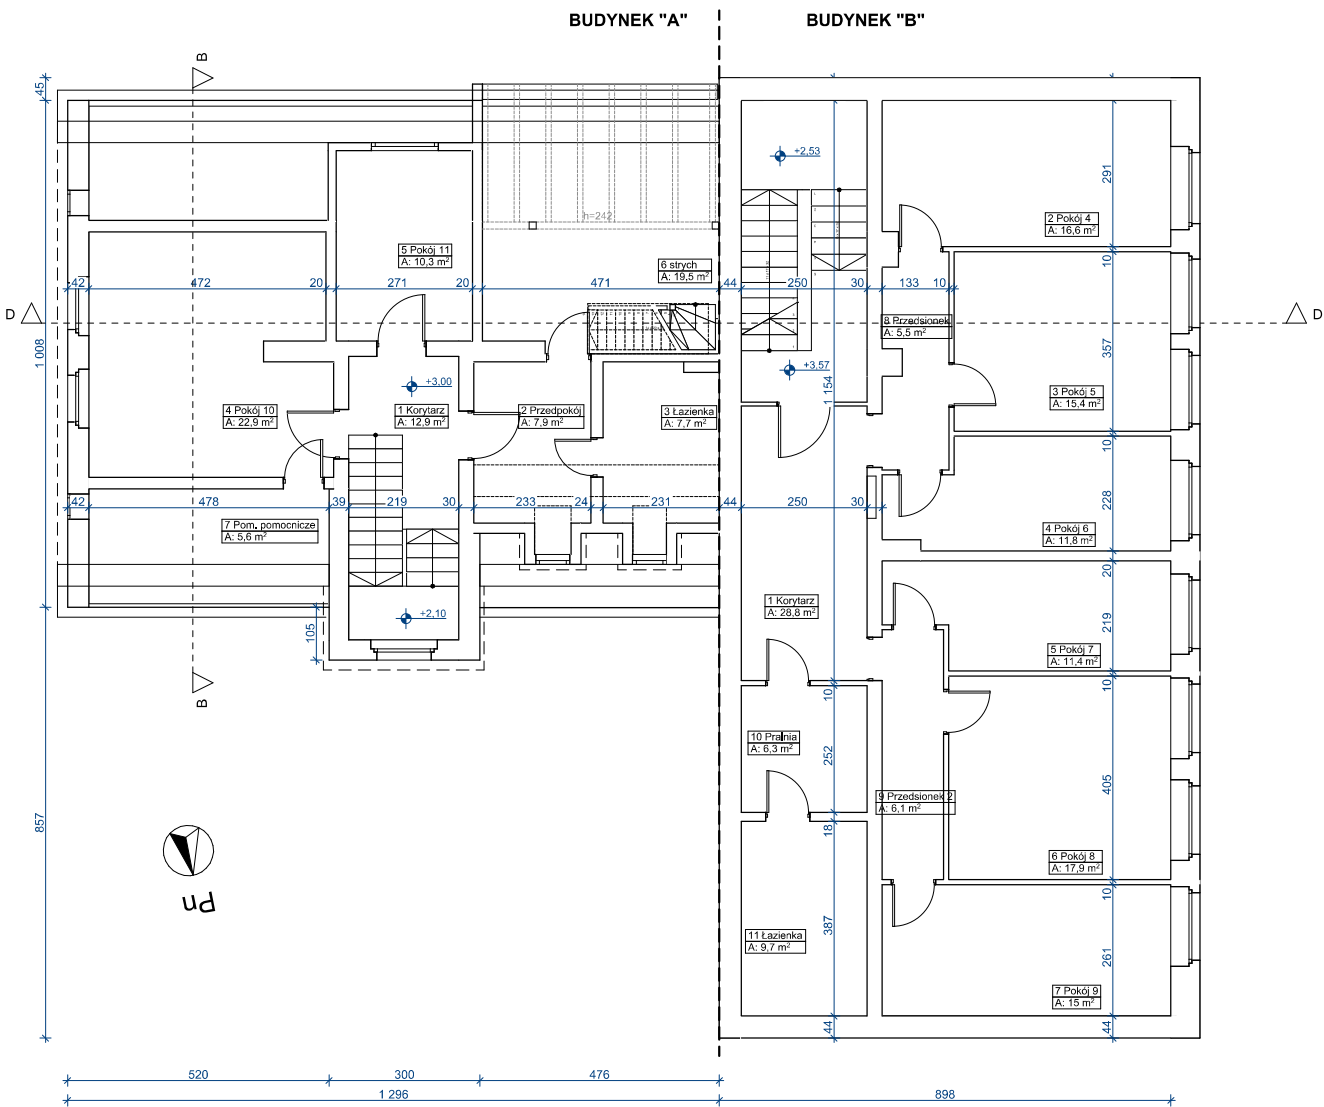 BUDYNEK "A"
BUDYNEK "B"
B
45
+2,53
291
2 Pokój 4
A: 16,6 m²
h=242
5 Pokój 11
A: 10,3 m²
6 strych
A: 19,5 m²
10
42
472
20
271
20
471
44
250
30
133
10
D
D
8 Przedsionek
A: 5,5 m²
1 008
357
+3,00
+3,57
1 154
3 Pokój 5
A: 15,4 m²
4 Pokój 10
A: 22,9 m²
1 Korytarz
A: 12,9 m²
2 Przedpokój
A: 7,9 m²
3 Łazienka
A: 7,7 m²
10
42
478
39
219
30
233
24
231
44
250
30
228
7 Pom. pomocnicze
A: 5,6 m²
4 Pokój 6
A: 11,8 m²
20
1 Korytarz
A: 28,8 m²
+2,10
105
219
5 Pokój 7
A: 11,4 m²
B
10
10
10 Pralnia
A: 6,3 m²
252
405
9 Przedsionek 2
A: 6,1 m²
857
18
6 Pokój 8
A: 17,9 m²
10
Pn
387
11 Łazienka
A: 9,7 m²
261
7 Pokój 9
A: 15 m²
44
44
520
300
476
1 296
898